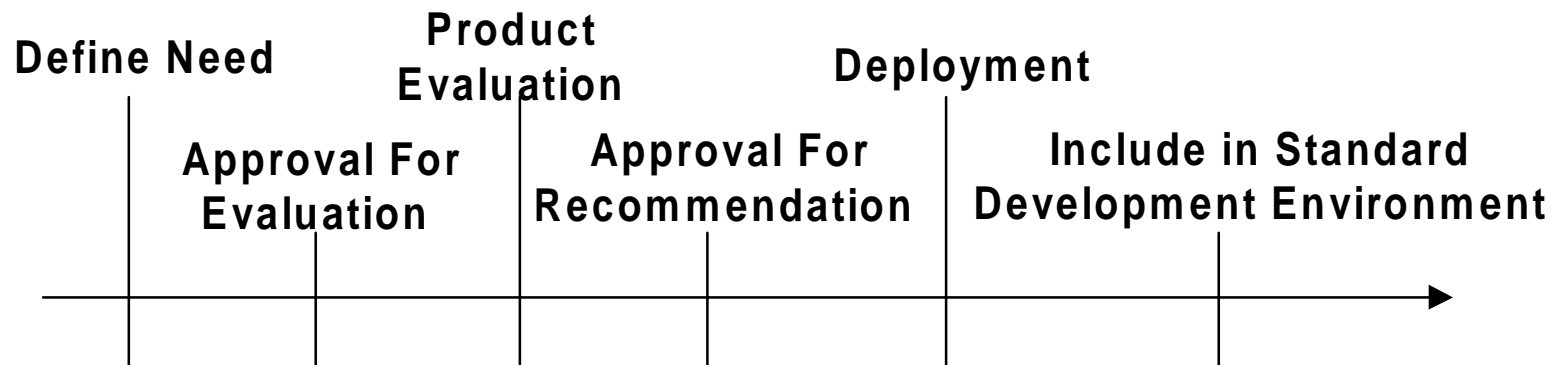 Define Need
Approval For
Evaluation
Product
Evaluation
Approval For
Recommendation
Deployment
Include in Standard
Development Environment